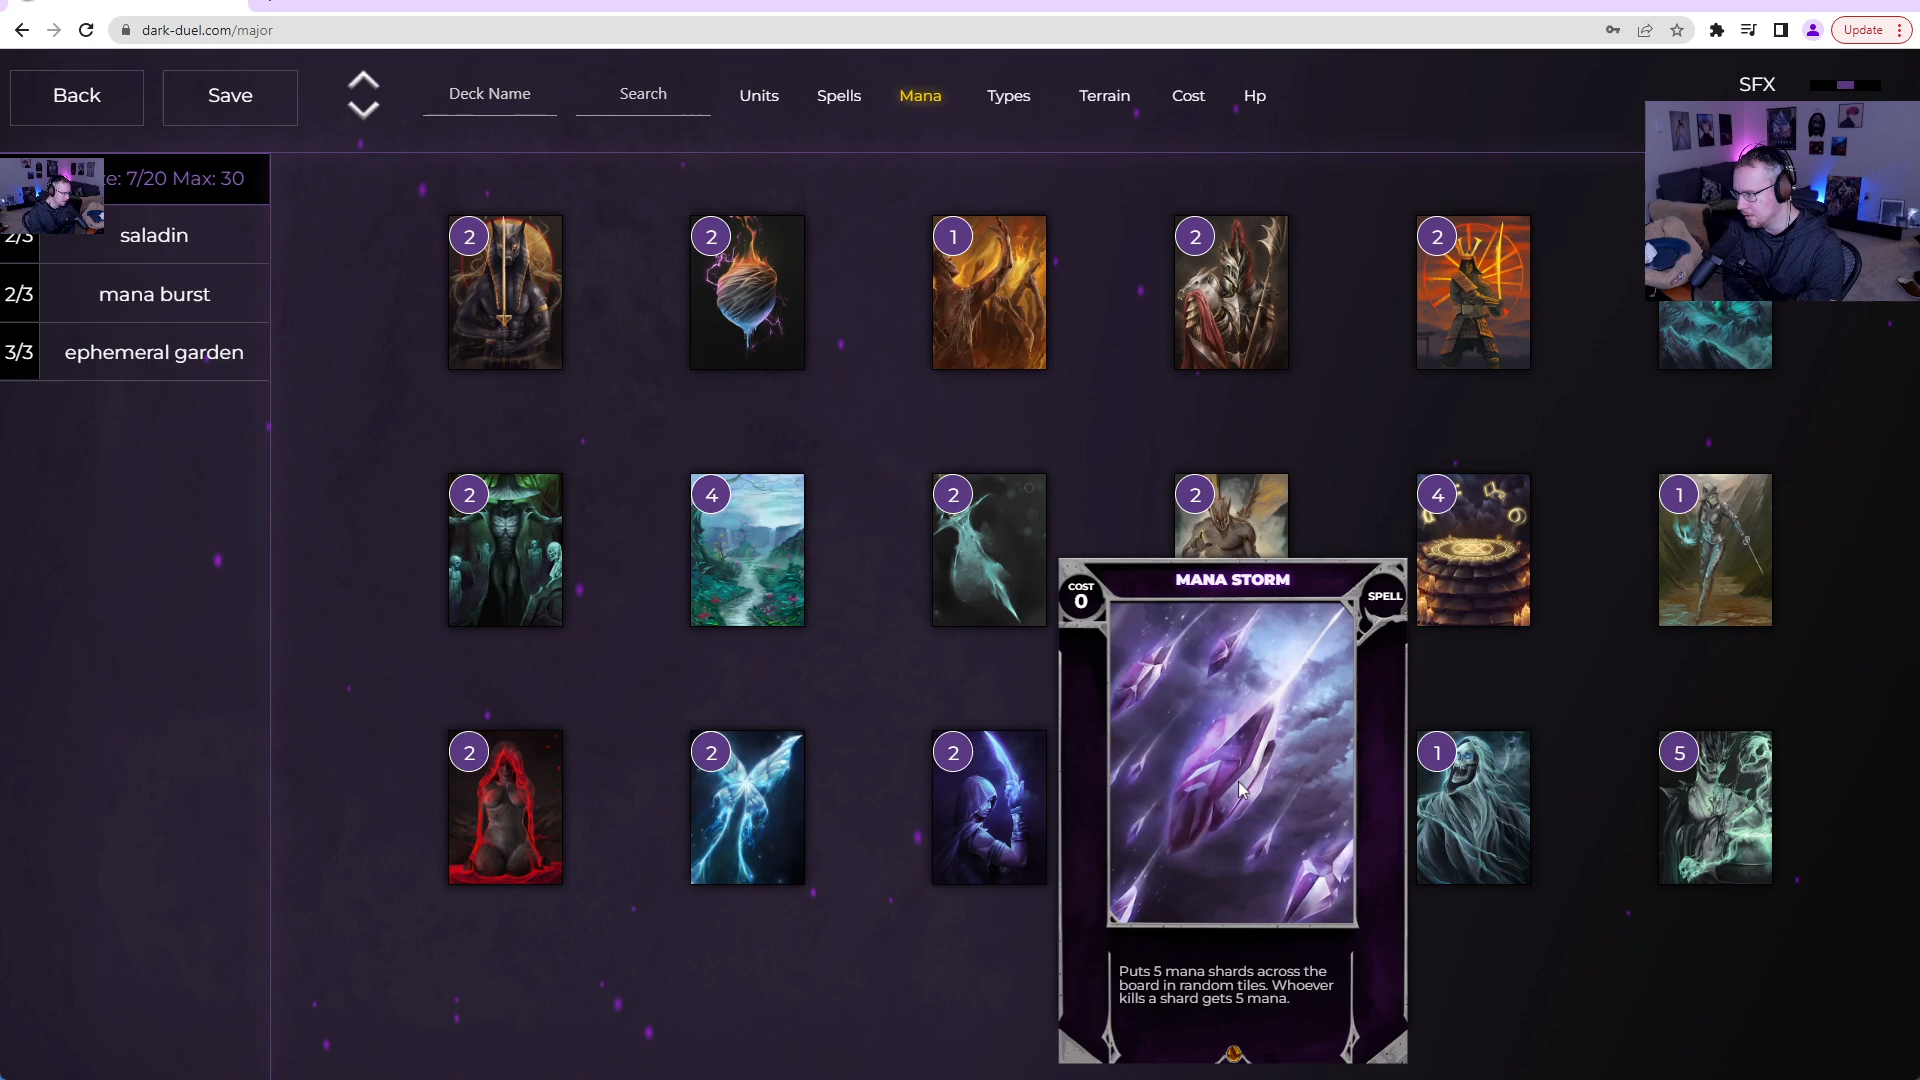 dark-duel.com/major
Update
Back
Save
Deck Name
Search
Units
Spells
Mana
Types
Terrain
Cost
Hp
SFX
7/20 Max: 30
2/3 saladin
2/3 mana burst
3/3 ephemeral garden
2
2
1
2
2
2
4
2
2
4
1
2
2
2
1
5
COST
0
MANA STORM
SPELL
Puts 5 mana shards across the
board in random tiles. Whoever
kills a shard gets 5 mana.